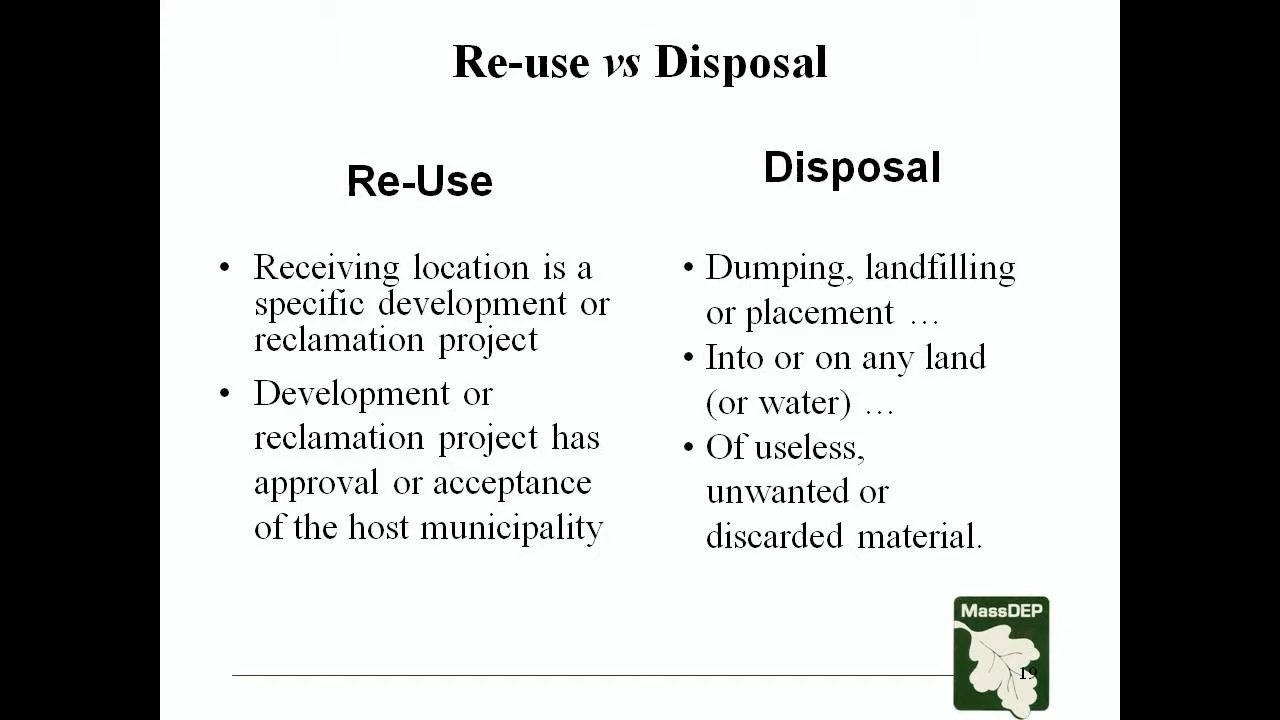 Re-use vs Disposal
Re-Use
• Receiving location is a
specific development or
reclamation project
• Development or
reclamation project has
approval or acceptance
of the host municipality
Disposal
• Dumping, landfilling
or placement …
• Into or on any land
(or water) …
• Of useless,
unwanted or
discarded material.
MassDEP
19